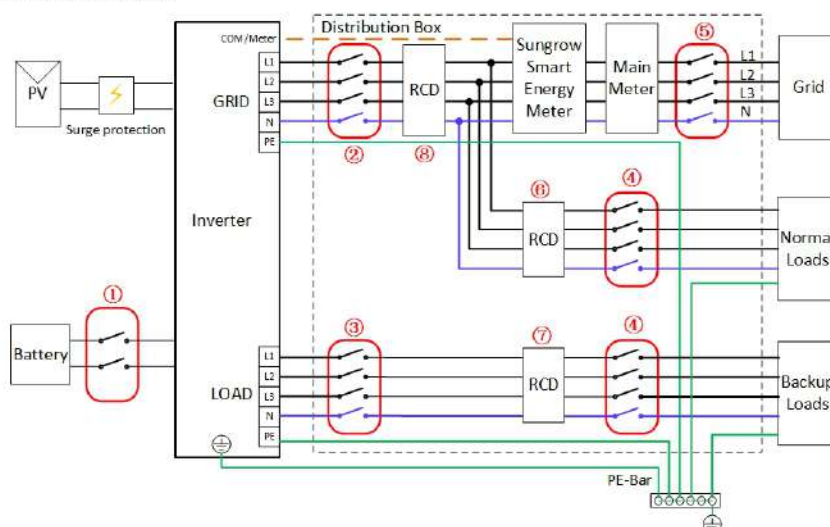 Distribution Box
COM/Meter
⑤
PV
Surge protection
GRID
L1
L2
L3
N
PE
②
RCD
⑧
Sungrow
Smart
Energy
Meter
Main
Meter
L1
L2
L3
N
Grid
Inverter
⑥
RCD
④
Norma
Loads
①
Battery
LOAD
L1
L2
L3
N
PE
③
⑦
RCD
④
Backup
Loads
PE-Bar